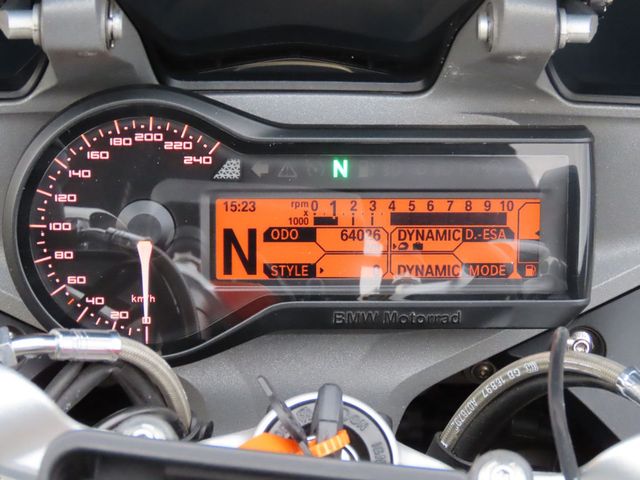 20 40 60 80 100 120 140 160 180 200 220 240
km/h
N
15:23 rpm x 1000 0 1 2 3 4 5 6 7 8 9 10
N ODO 64026 DYNAMIC D.-ESA
STYLE DYNAMIC MODE
BMW Motorrad